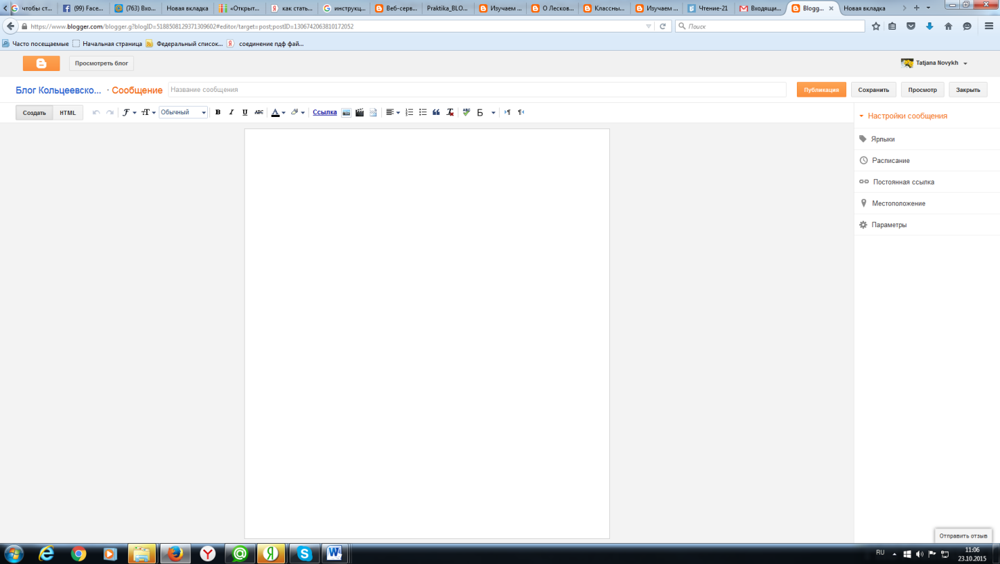 чтобы ст...
(99) Face...
(763) Вхо...
Новая вкладка
«Открыт...
как стать...
инструкц...
Веб-серв...
Praktika_BLO...
Изучаем ...
О Лесков...
Классны...
Изучаем ...
Чтение-21
Входящи...
Blogg...
Новая вкладка
https://www.blogger.com/blogger.g?blogID=5188508129371309602#editor/target=post;postID=1306742063810172052
Поиск
Часто посещаемые
Начальная страница
Федеральный список...
соединение пдф фай...
Просмотреть блог
Tatjana Novykh
Блог Кольцеевско... · Сообщение
Название сообщения
Публикация
Сохранить
Просмотр
Закрыть
Создать
HTML
Обычный
B
I
U
ABC
A
Ссылка
Б
Настройки сообщения
Ярлыки
Расписание
Постоянная ссылка
Местоположение
Параметры
Отправить отзыв
RU
11:06
23.10.2015